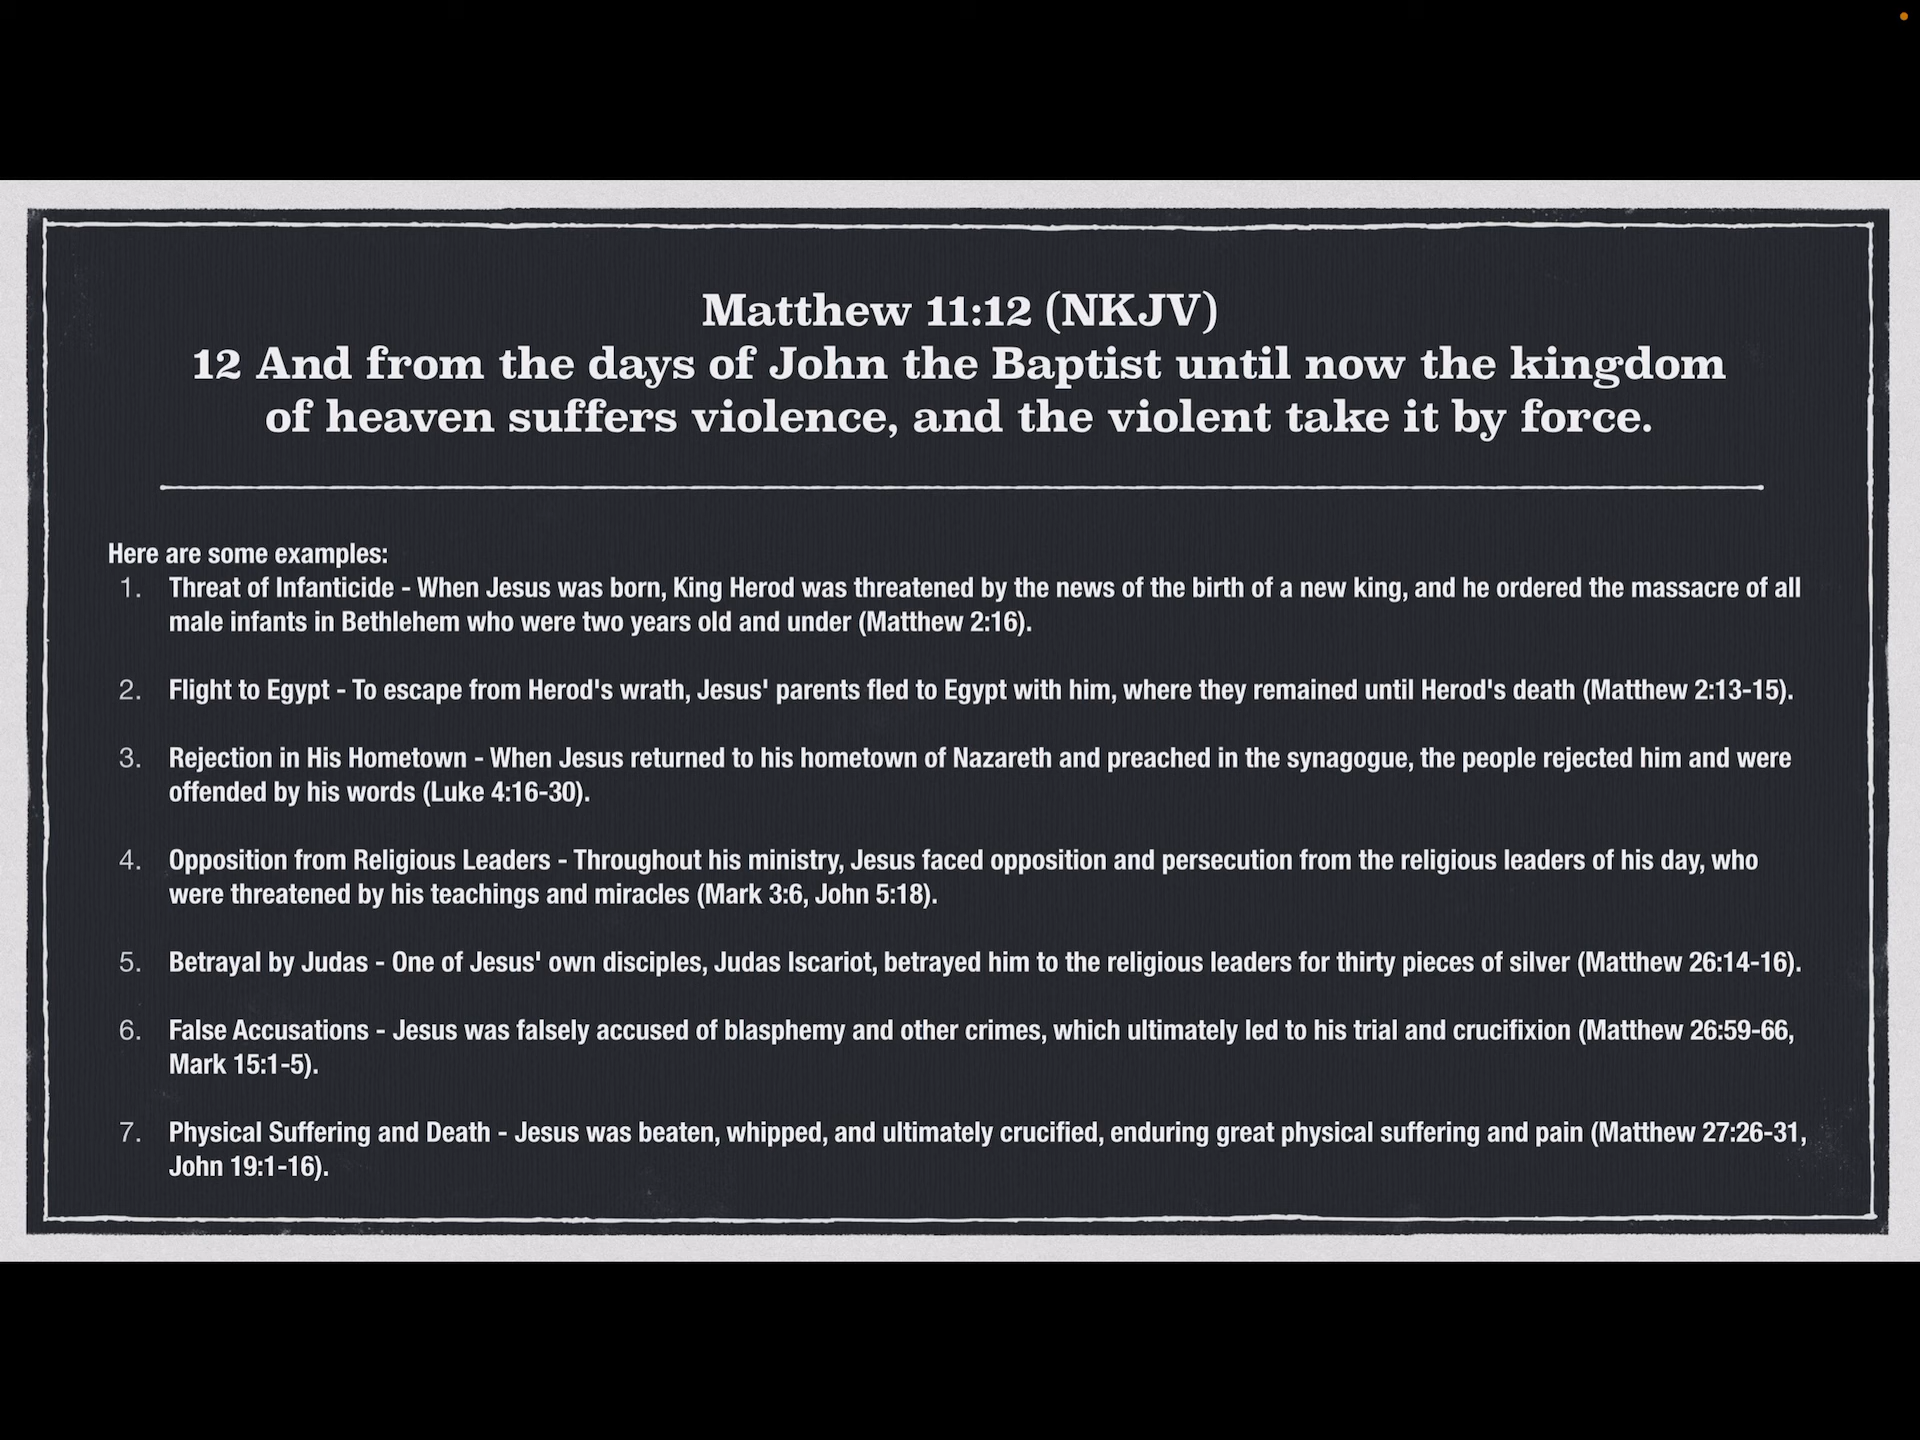 Matthew 11:12 (NKJV)
12 And from the days of John the Baptist until now the kingdom
of heaven suffers violence, and the violent take it by force.
Here are some examples:
1. Threat of Infanticide - When Jesus was born, King Herod was threatened by the news of the birth of a new king, and he ordered the massacre of all
male infants in Bethlehem who were two years old and under (Matthew 2:16).
2. Flight to Egypt - To escape from Herod's wrath, Jesus' parents fled to Egypt with him, where they remained until Herod's death (Matthew 2:13-15).
3. Rejection in His Hometown - When Jesus returned to his hometown of Nazareth and preached in the synagogue, the people rejected him and were
offended by his words (Luke 4:16-30).
4. Opposition from Religious Leaders - Throughout his ministry, Jesus faced opposition and persecution from the religious leaders of his day, who
were threatened by his teachings and miracles (Mark 3:6, John 5:18).
5. Betrayal by Judas - One of Jesus' own disciples, Judas Iscariot, betrayed him to the religious leaders for thirty pieces of silver (Matthew 26:14-16).
6. False Accusations - Jesus was falsely accused of blasphemy and other crimes, which ultimately led to his trial and crucifixion (Matthew 26:59-66,
Mark 15:1-5).
7. Physical Suffering and Death - Jesus was beaten, whipped, and ultimately crucified, enduring great physical suffering and pain (Matthew 27:26-31,
John 19:1-16).